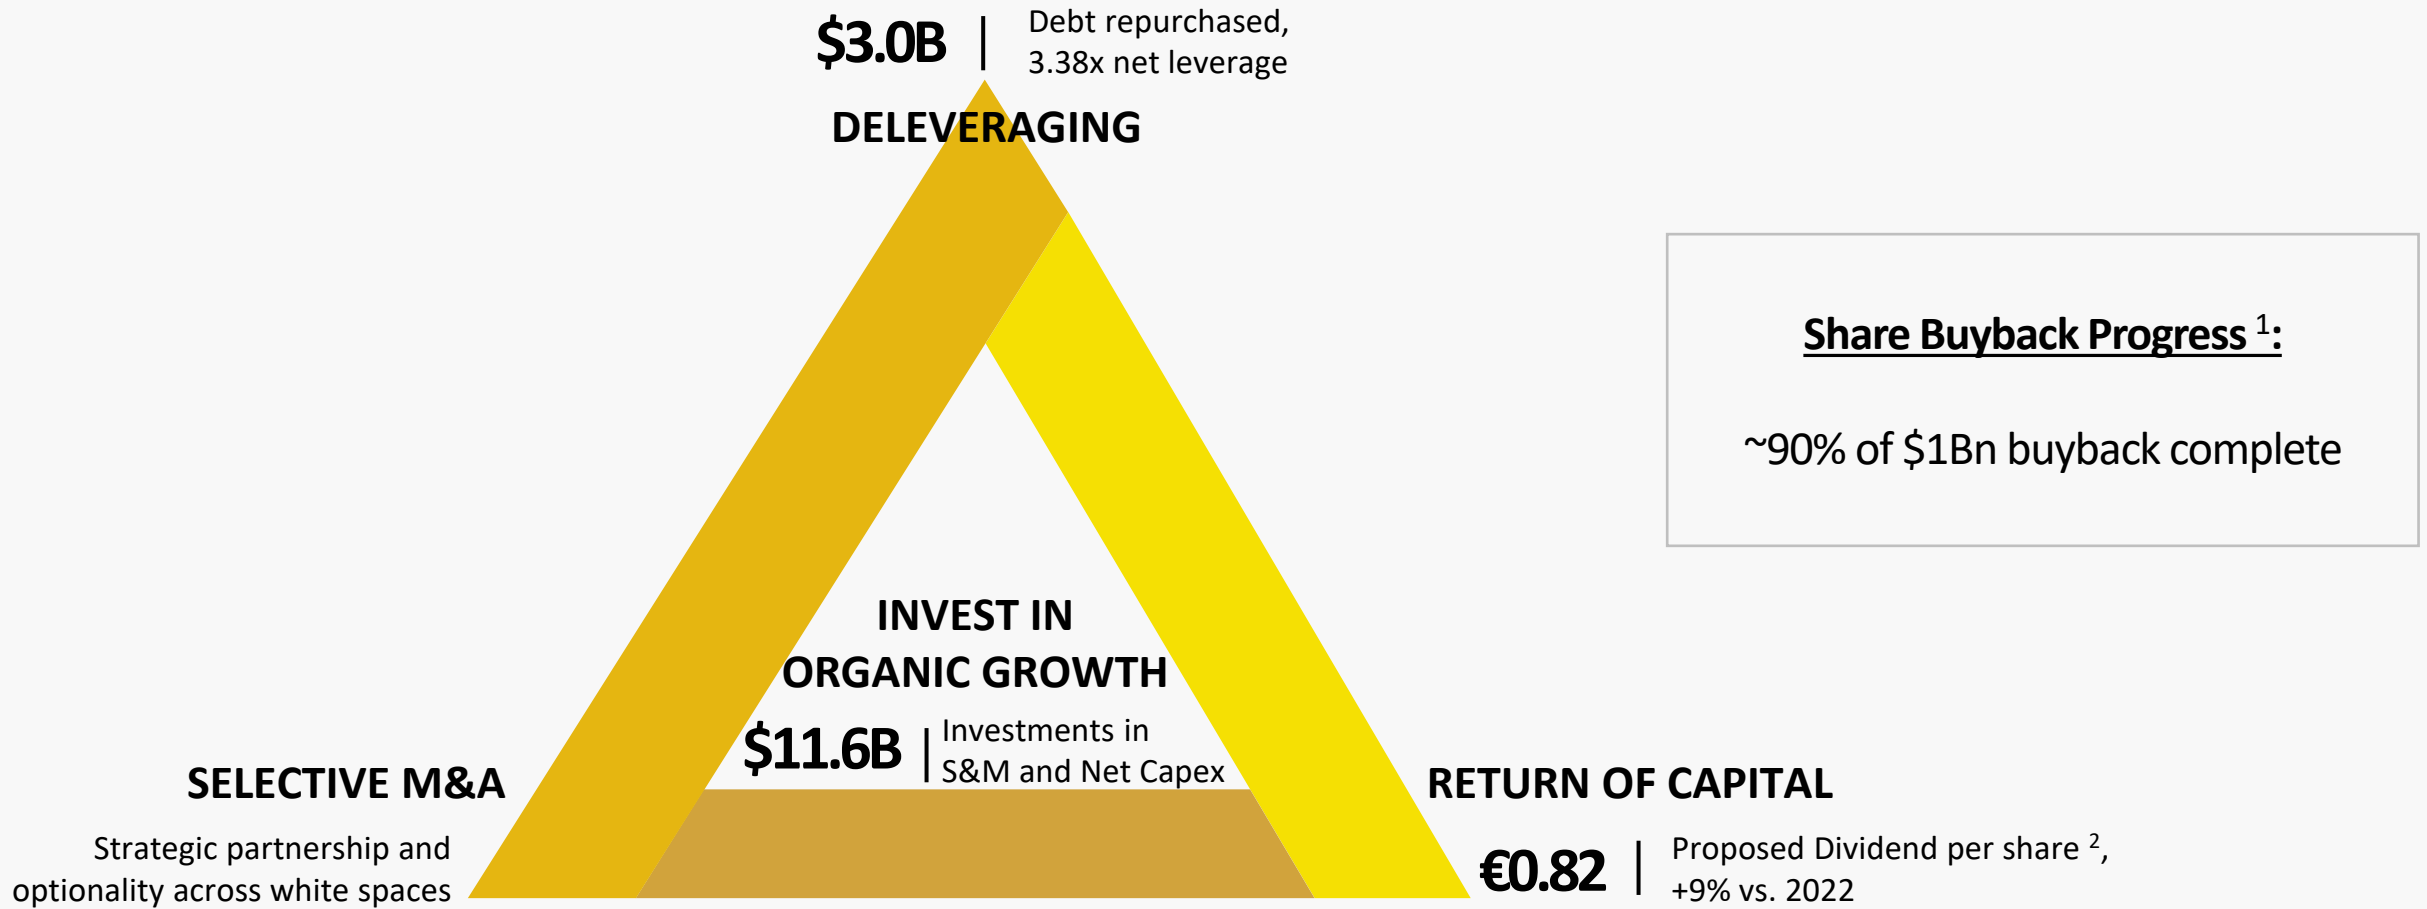 $3.0B
Debt repurchased,
3.38x net leverage
DELEVERAGING
Share Buyback Progress ¹:
~90% of $1Bn buyback complete
INVEST IN
ORGANIC GROWTH
$11.6B
Investments in
S&M and Net Capex
SELECTIVE M&A
Strategic partnership and
optionality across white spaces
RETURN OF CAPITAL
€0.82
Proposed Dividend per share ²,
+9% vs. 2022